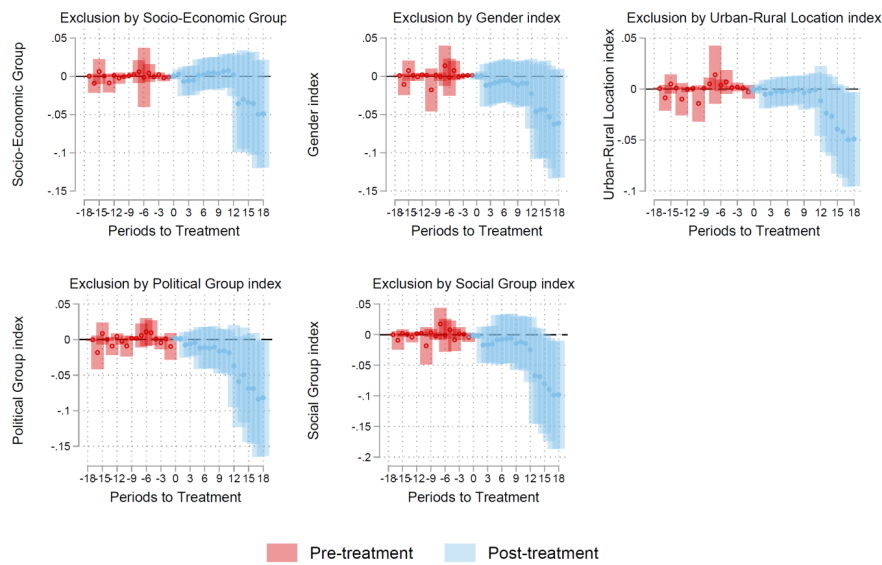 Exclusion by Socio-Economic Group
Socio-Economic Group
.05
0
-.05
-.1
-.15
-18 -15 -12 -9 -6 -3 0 3 6 9 12 15 18
Periods to Treatment
Exclusion by Gender index
Gender index
.05
0
-.05
-.1
-.15
-18 -15 -12 -9 -6 -3 0 3 6 9 12 15 18
Periods to Treatment
Exclusion by Urban-Rural Location index
Urban-Rural Location index
.05
0
-.05
-.1
-18 -15 -12 -9 -6 -3 0 3 6 9 12 15 18
Periods to Treatment
Exclusion by Political Group index
Political Group index
.05
0
-.05
-.1
-.15
-18 -15 -12 -9 -6 -3 0 3 6 9 12 15 18
Periods to Treatment
Exclusion by Social Group index
Social Group index
.05
0
-.05
-.1
-.15
-.2
-18 -15 -12 -9 -6 -3 0 3 6 9 12 15 18
Periods to Treatment
Pre-treatment
Post-treatment